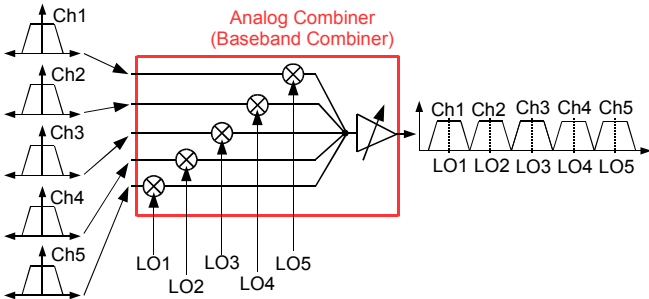 Analog Combiner
(Baseband Combiner)
Ch1
Ch2
Ch3
Ch4
Ch5
LO1
LO2
LO3
LO4
LO5
Ch1 Ch2 Ch3 Ch4 Ch5
LO1 LO2 LO3 LO4 LO5